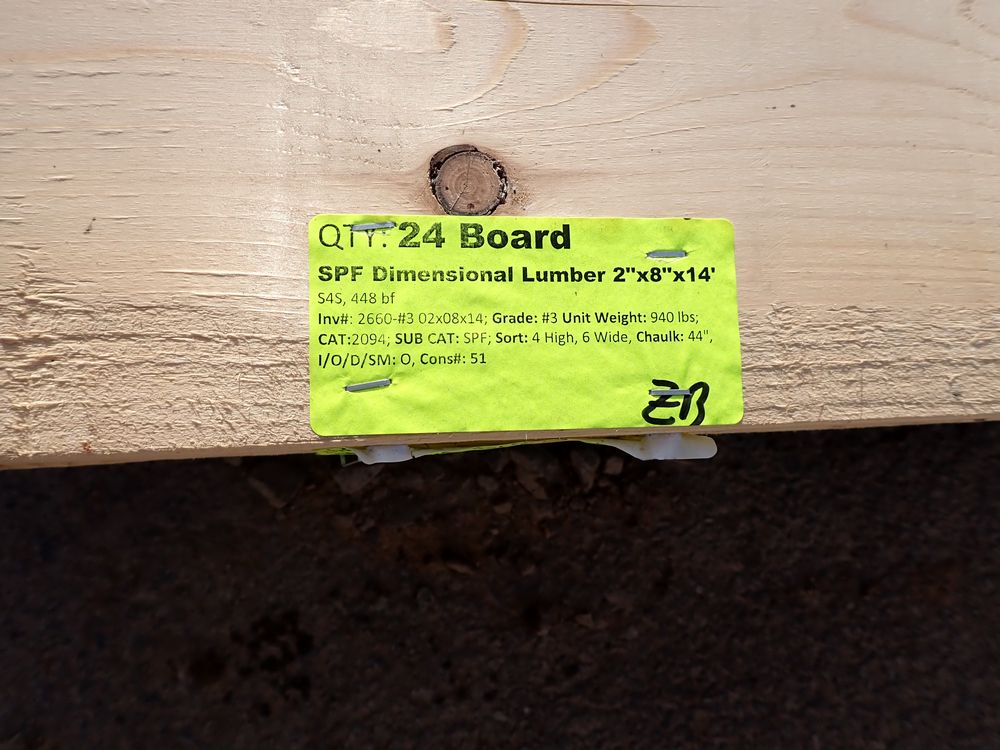 QTY: 24 Board
SPF Dimensional Lumber 2"x8"x14'
S4S, 448 bf
Inv#: 2660-#3 02x08x14; Grade: #3 Unit Weight: 940 lbs;
CAT:2094; SUB CAT: SPF; Sort: 4 High, 6 Wide, Chaulk: 44",
I/O/D/SM: O, Cons#: 51
ZB